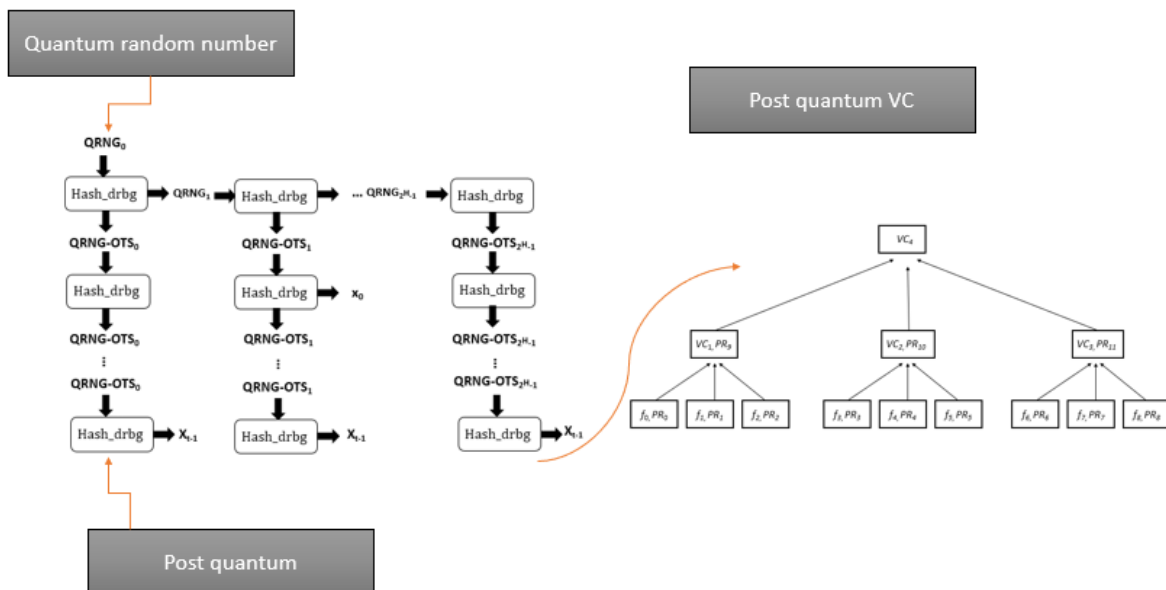 Quantum random number
Post quantum VC
QRNG₀
Hash_drbg QRNG₁ Hash_drbg ... QRNG₂ᴴ₋₁ Hash_drbg
QRNG-OTS₀ QRNG-OTS₁ QRNG-OTS₂ᴴ₋₁
Hash_drbg Hash_drbg x₀ Hash_drbg
QRNG-OTS₀ QRNG-OTS₁ QRNG-OTS₂ᴴ₋₁
⋮ ⋮ ⋮
QRNG-OTS₀ QRNG-OTS₁ QRNG-OTS₂ᴴ₋₁
Hash_drbg Xₜ₋₁ Hash_drbg Xₜ₋₁ Hash_drbg Xₜ₋₁
Post quantum
VC₄
VC₁, PR₉ VC₂, PR₁₀ VC₃, PR₁₁
f₀, PR₀ f₁, PR₁ f₂, PR₂ f₃, PR₃ f₄, PR₄ f₅, PR₅ f₆, PR₆ f₇, PR₇ f₈, PR₈